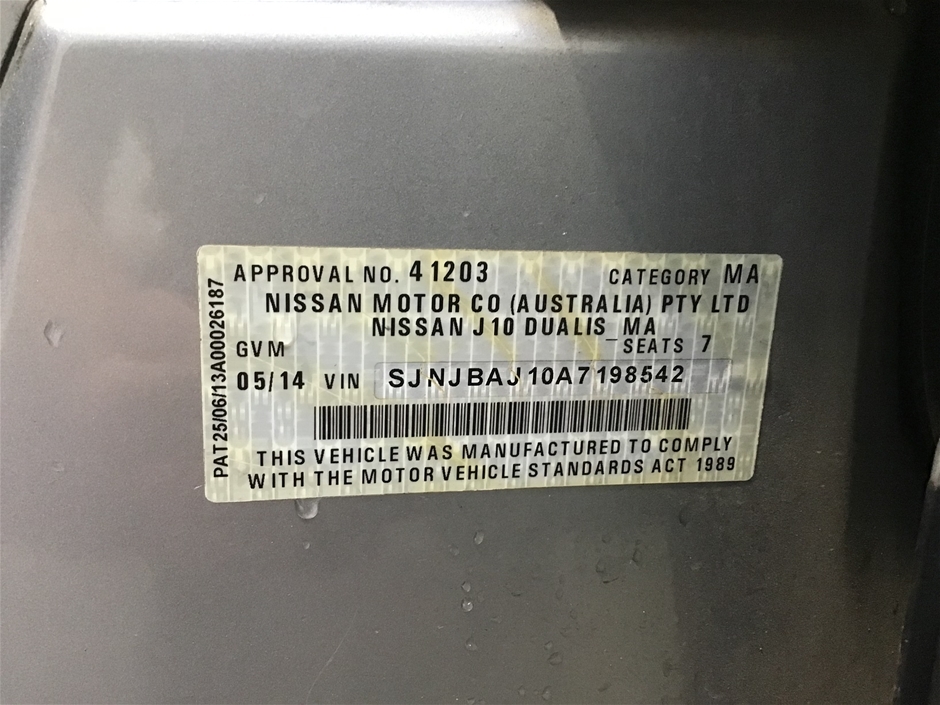 APPROVAL NO. 41203 CATEGORY MA
NISSAN MOTOR CO (AUSTRALIA) PTY LTD
NISSAN J10 DUALIS MA
GVM SEATS 7
05/14 VIN SJNJBAJ10A7198542
THIS VEHICLE WAS MANUFACTURED TO COMPLY
WITH THE MOTOR VEHICLE STANDARDS ACT 1989
PAT25/06/13A00026187